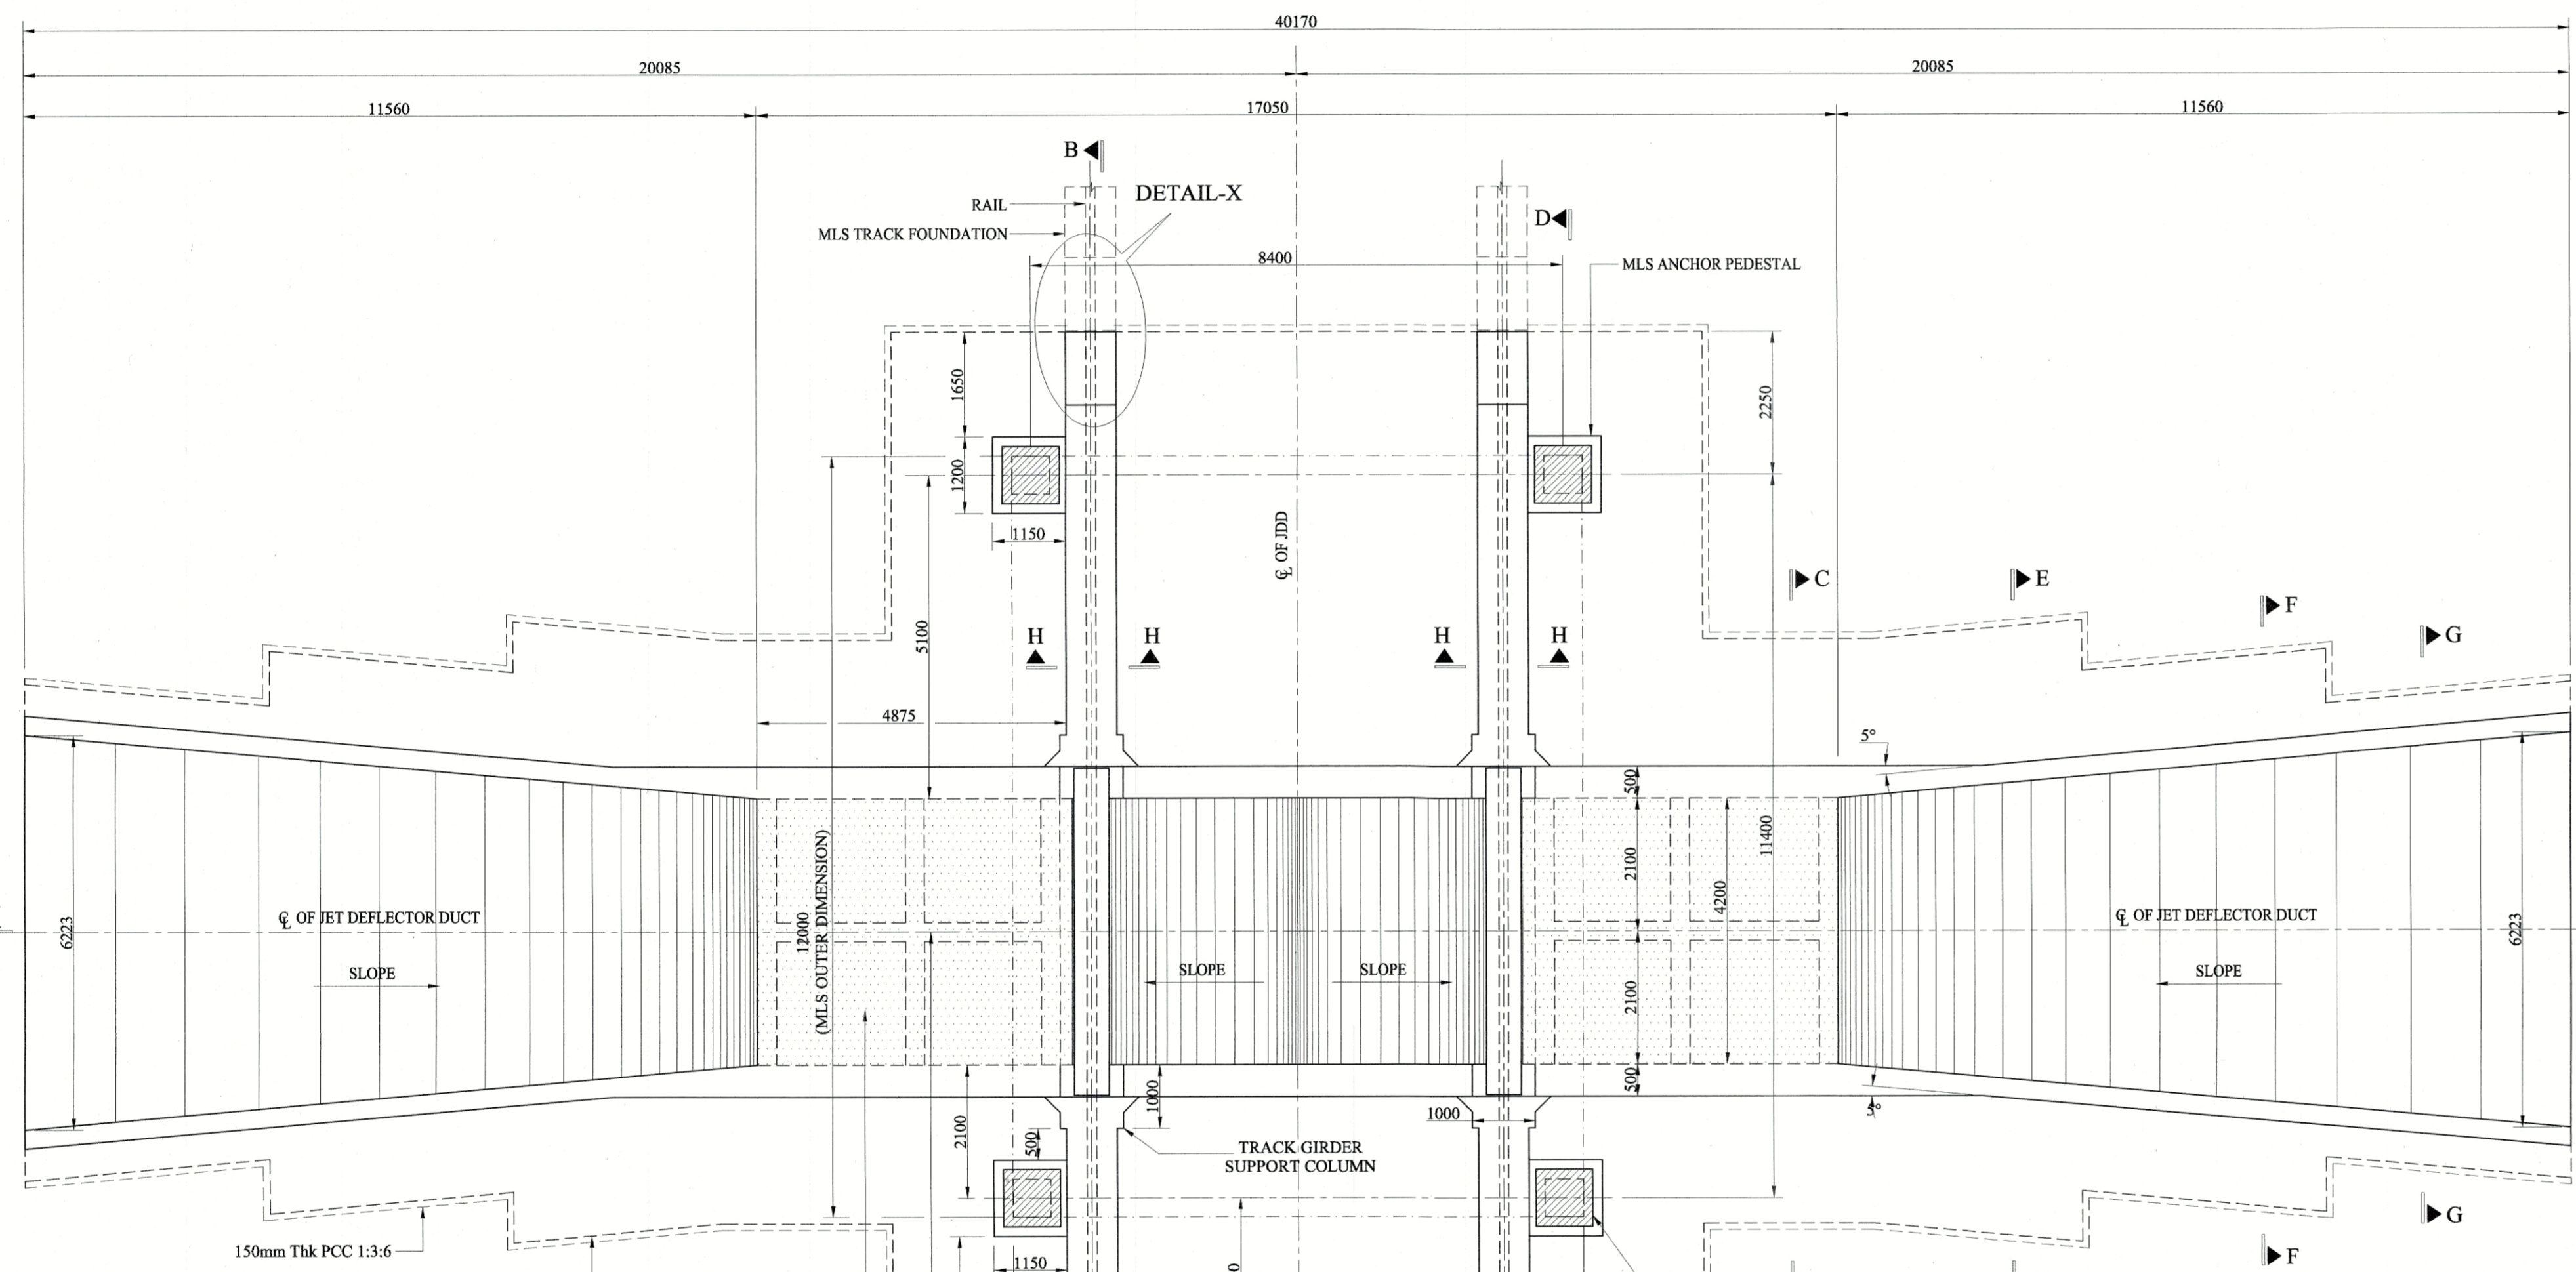 40170
20085
20085
11560
17050
11560
B
DETAIL-X
RAIL
D
MLS TRACK FOUNDATION
8400
MLS ANCHOR PEDESTAL
1650
2250
1200
1150
℄ OF JDD
C
E
F
G
5100
H
H
H
H
4875
5°
500
2100
11400
4200
12000
(MLS OUTER DIMENSION)
6223
℄ OF JET DEFLECTOR DUCT
℄ OF JET DEFLECTOR DUCT
6223
SLOPE
SLOPE
SLOPE
SLOPE
2100
500
5°
1000
1000
2100
500
TRACK GIRDER
SUPPORT COLUMN
G
150mm Thk PCC 1:3:6
F
1150